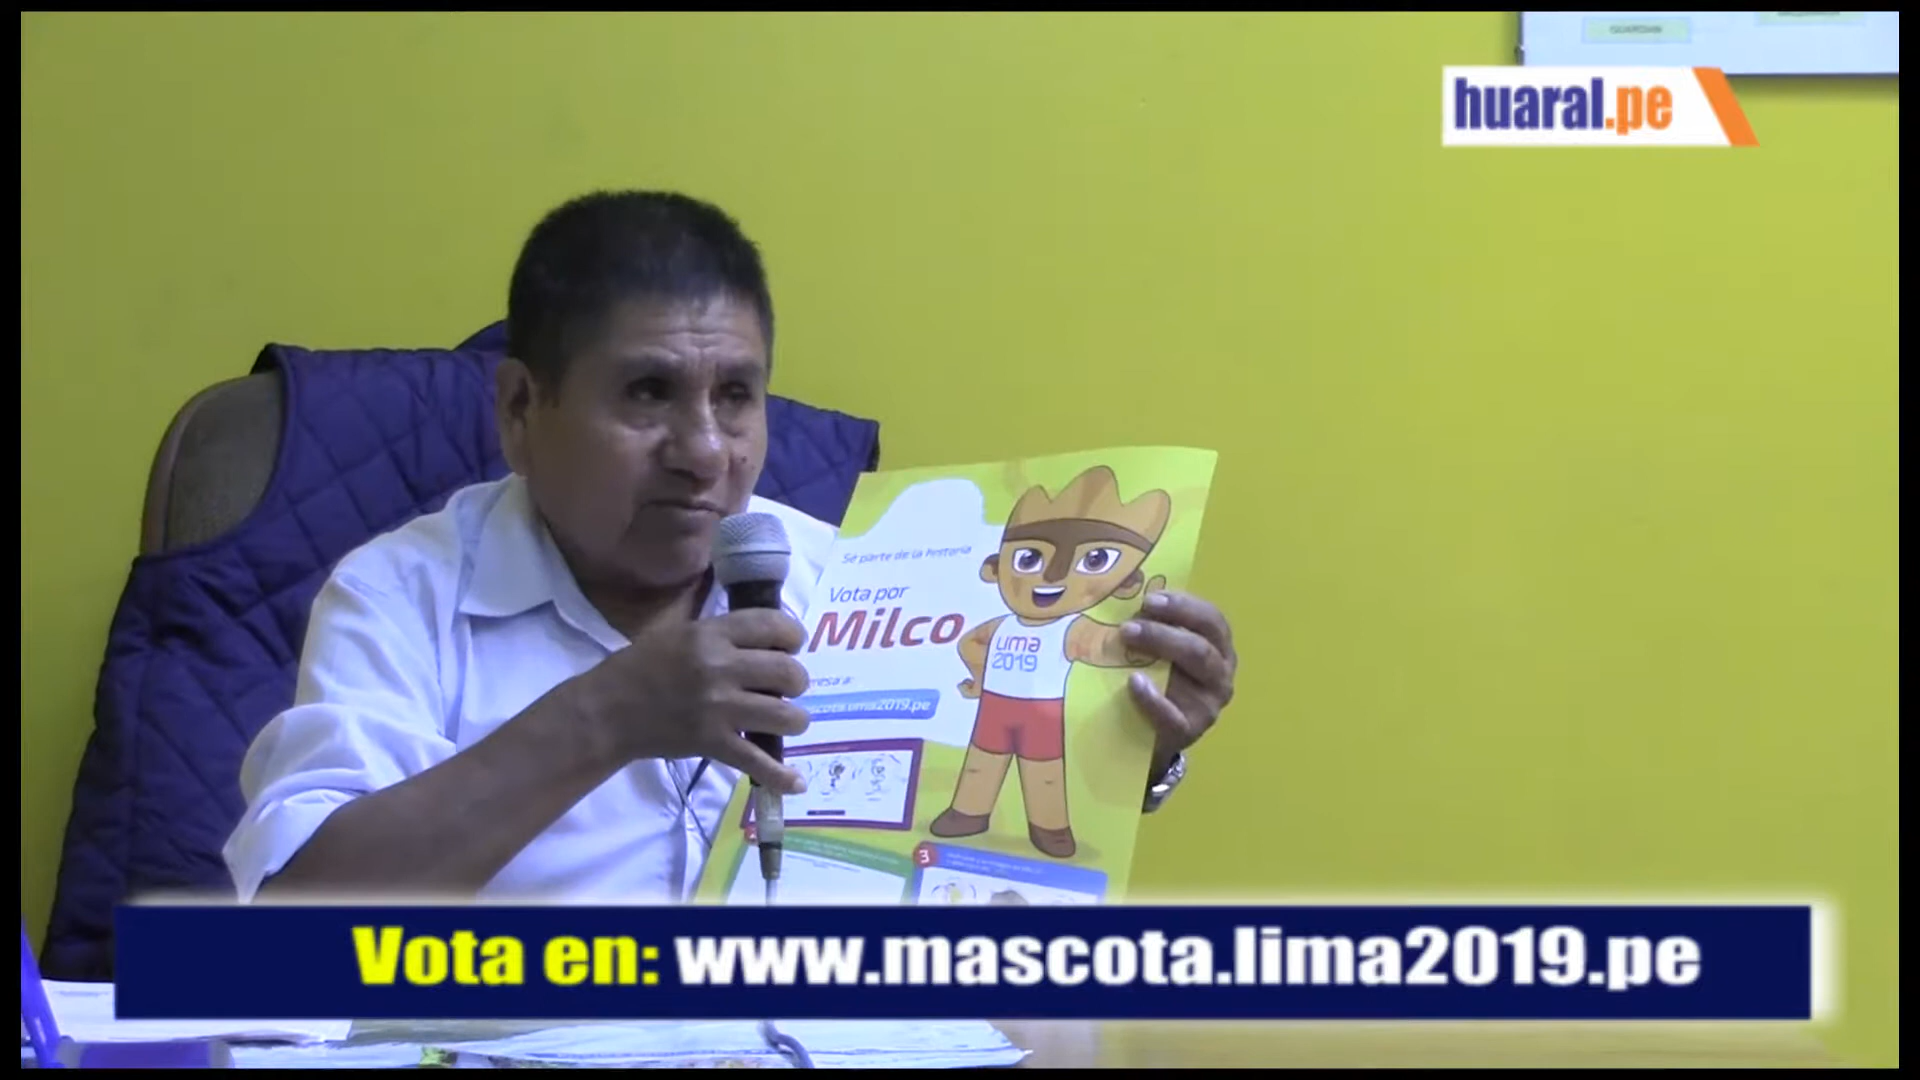 huaral.pe
Sé parte de la historia
Vota por
Milco
lima
2019
mascota.lima2019.pe
3
Vota en: www.mascota.lima2019.pe